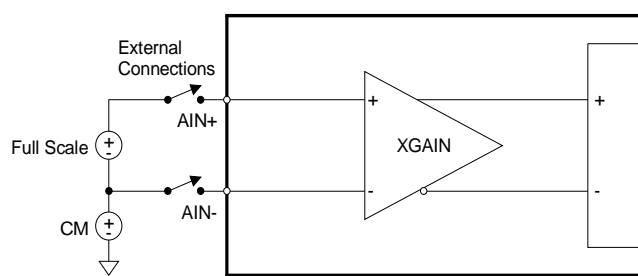 External
Connections
+
+
AIN+
+
-
Full Scale
XGAIN
-
-
AIN-
+
-
CM